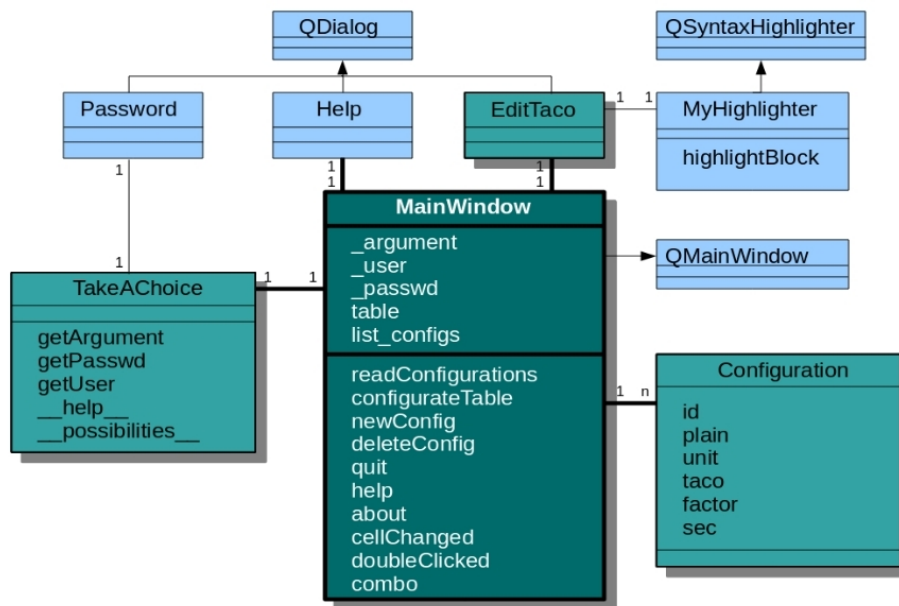 QDialog
QSyntaxHighlighter
Password
Help
EditTaco
1
1
MyHighlighter
highlightBlock
1
1
1
1
1
MainWindow
_argument
_user
_passwd
table
list_configs
QMainWindow
1
TakeAChoice
1
1
getArgument
getPasswd
getUser
__help__
__possibilities__
readConfigurations
configurateTable
newConfig
deleteConfig
quit
help
about
cellChanged
doubleClicked
combo
1
n
Configuration
id
plain
unit
taco
factor
sec